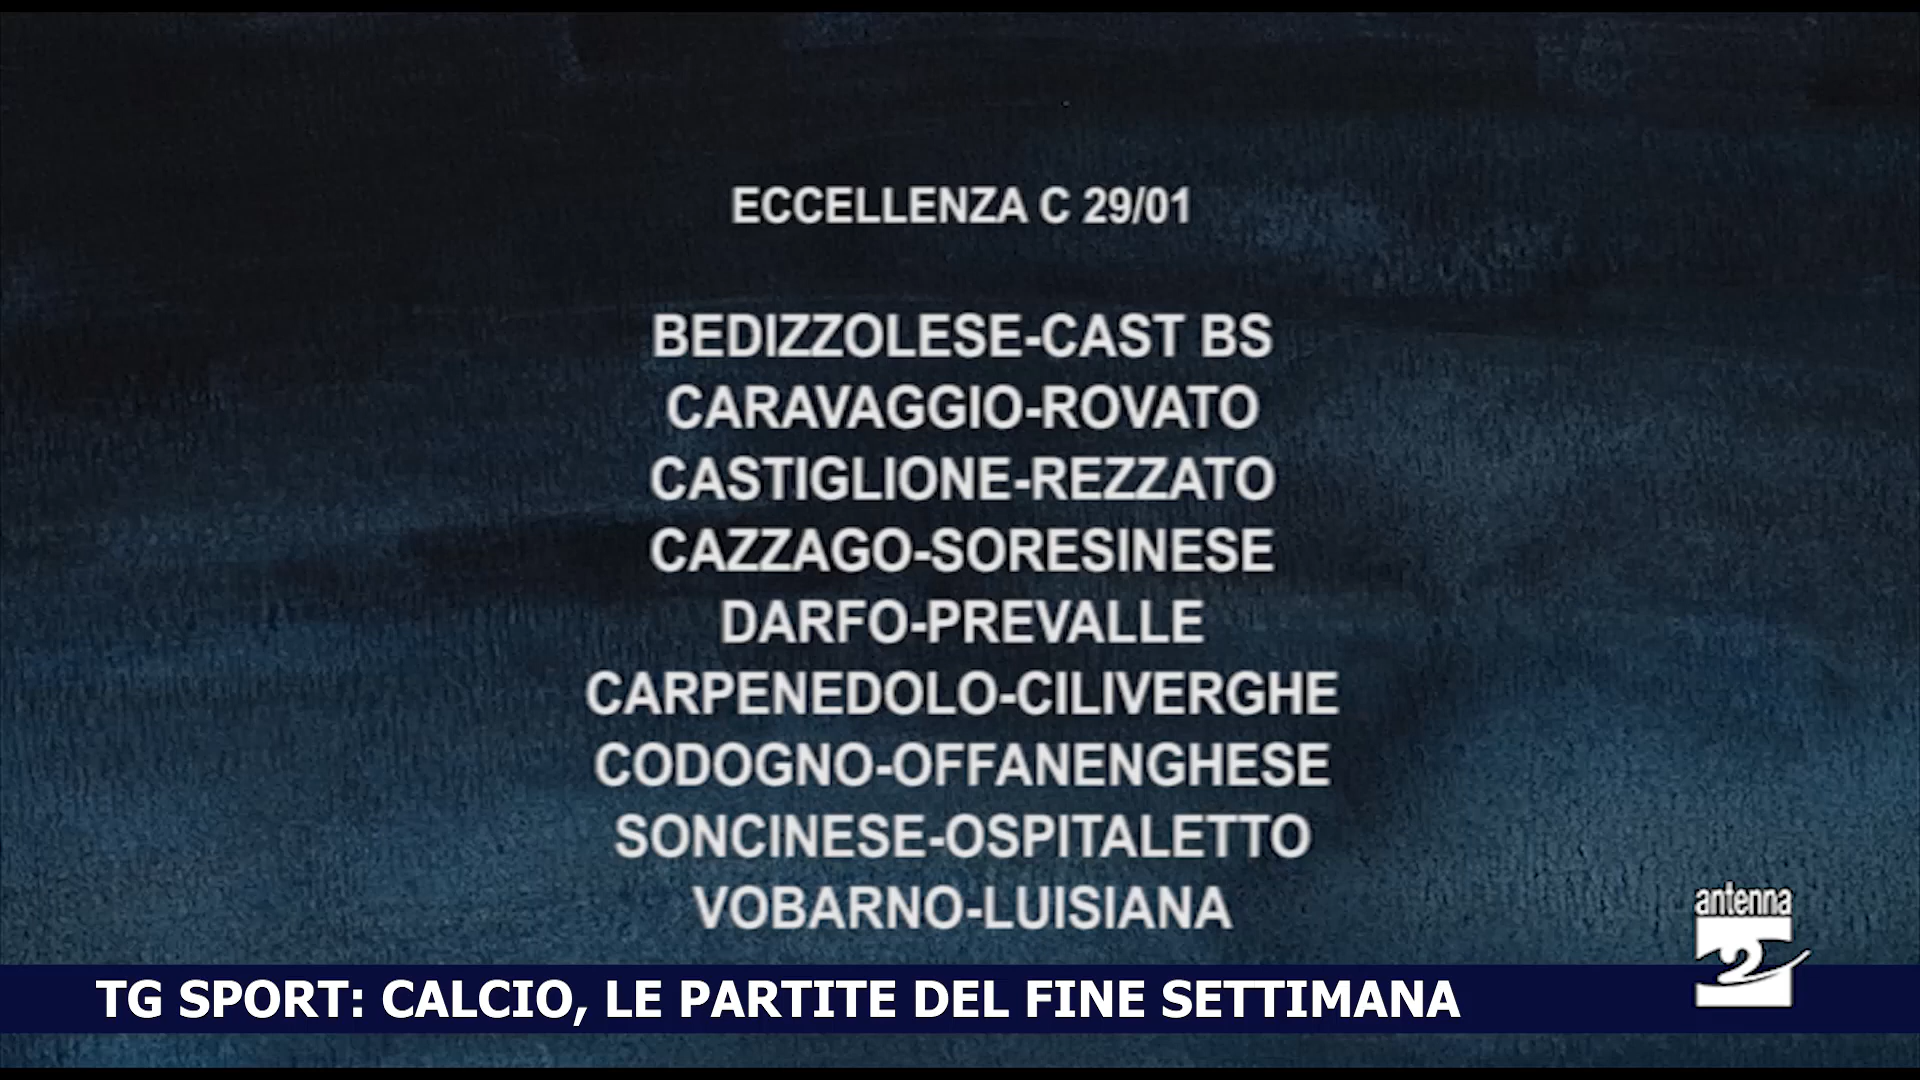 ECCELLENZA C 29/01
BEDIZZOLESE-CAST BS
CARAVAGGIO-ROVATO
CASTIGLIONE-REZZATO
CAZZAGO-SORESINESE
DARFO-PREVALLE
CARPENEDOLO-CILIVERGHE
CODOGNO-OFFANENGHESE
SONCINESE-OSPITALETTO
VOBARNO-LUISIANA
antenna
2
TG SPORT: CALCIO, LE PARTITE DEL FINE SETTIMANA